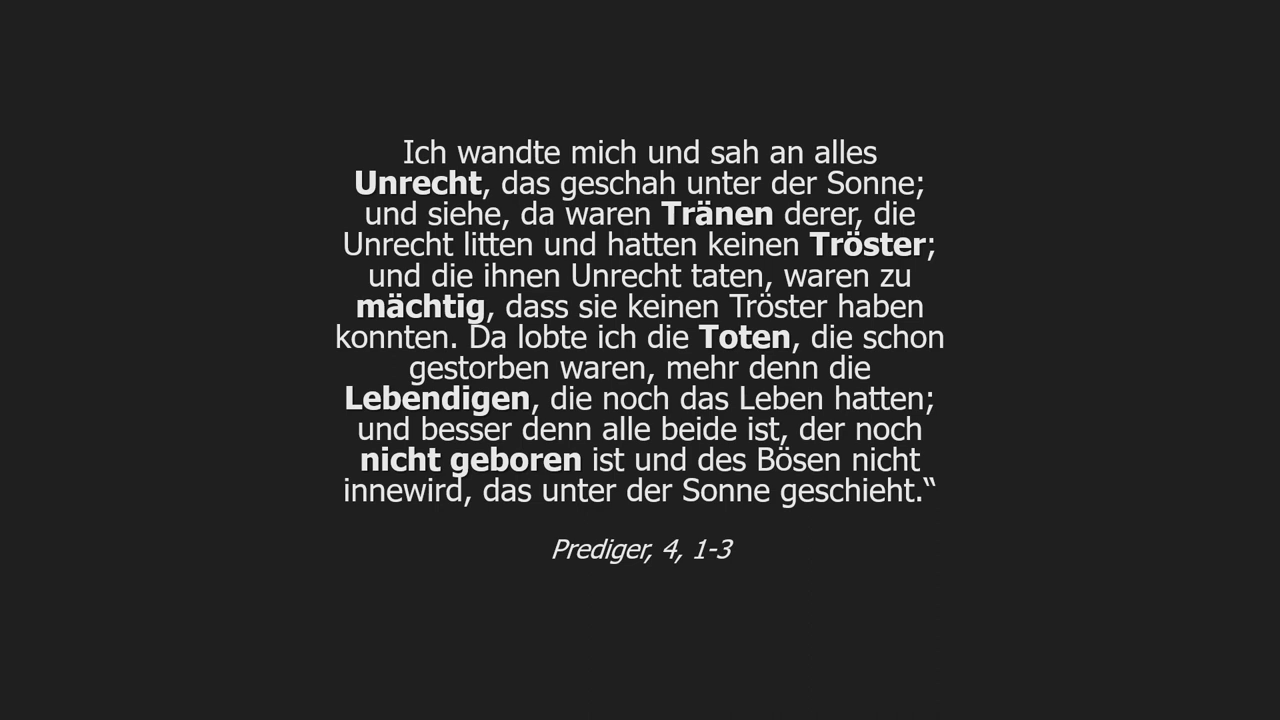 Ich wandte mich und sah an alles
Unrecht, das geschah unter der Sonne;
und siehe, da waren Tränen derer, die
Unrecht litten und hatten keinen Tröster;
und die ihnen Unrecht taten, waren zu
mächtig, dass sie keinen Tröster haben
konnten. Da lobte ich die Toten, die schon
gestorben waren, mehr denn die
Lebendigen, die noch das Leben hatten;
und besser denn alle beide ist, der noch
nicht geboren ist und des Bösen nicht
innewird, das unter der Sonne geschieht.“
Prediger, 4, 1-3